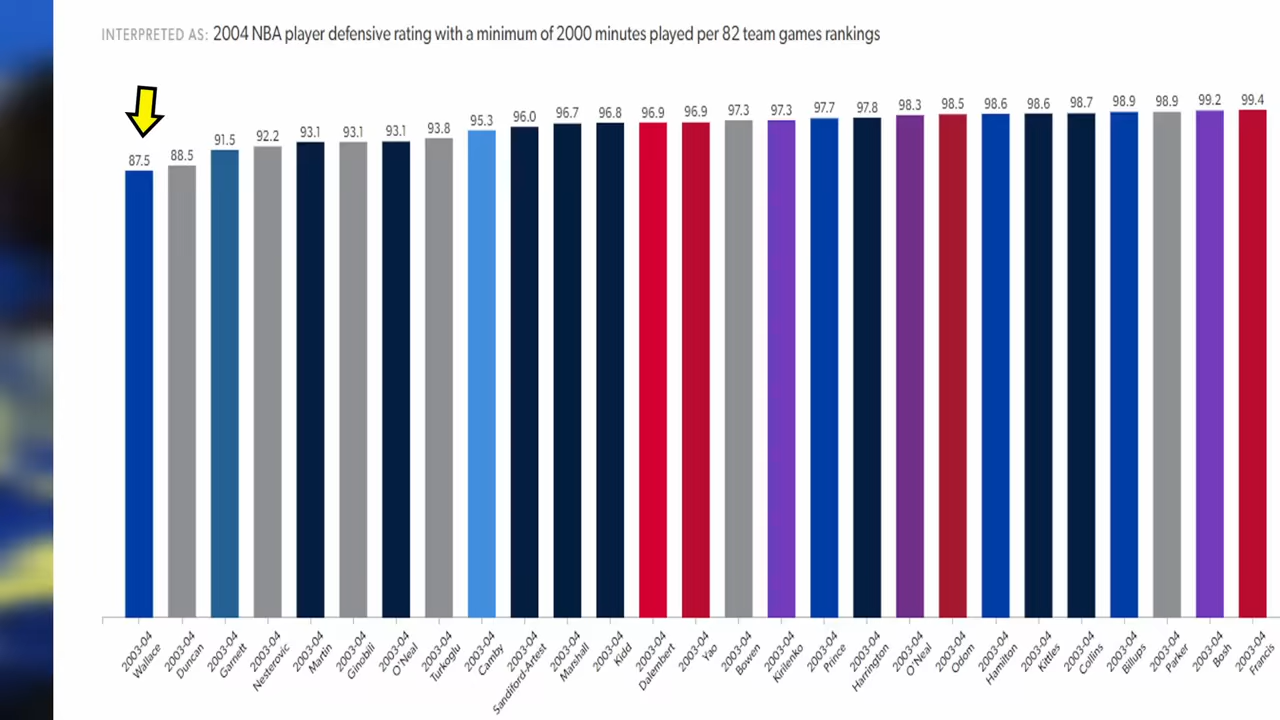 INTERPRETED AS: 2004 NBA player defensive rating with a minimum of 2000 minutes played per 82 team games rankings
87.5 88.5 91.5 92.2 93.1 93.1 93.1 93.8 95.3 96.0 96.7 96.8 96.9 96.9 97.3 97.3 97.7 97.8 98.3 98.5 98.6 98.6 98.7 98.9 98.9 99.2 99.4
2003-04
Wallace
2003-04
Duncan
2003-04
Garnett
2003-04
Nesterovic
2003-04
Martin
2003-04
Ginobili
2003-04
O'Neal
2003-04
Turkoglu
2003-04
Camby
2003-04
Sandiford-Artest
2003-04
Marshall
2003-04
Kidd
2003-04
Dalembert
2003-04
Yao
2003-04
Bowen
2003-04
Kirilenko
2003-04
Prince
2003-04
Harrington
2003-04
O'Neal
2003-04
Odom
2003-04
Hamilton
2003-04
Kittles
2003-04
Collins
2003-04
Billups
2003-04
Parker
2003-04
Bosh
2003-04
Francis